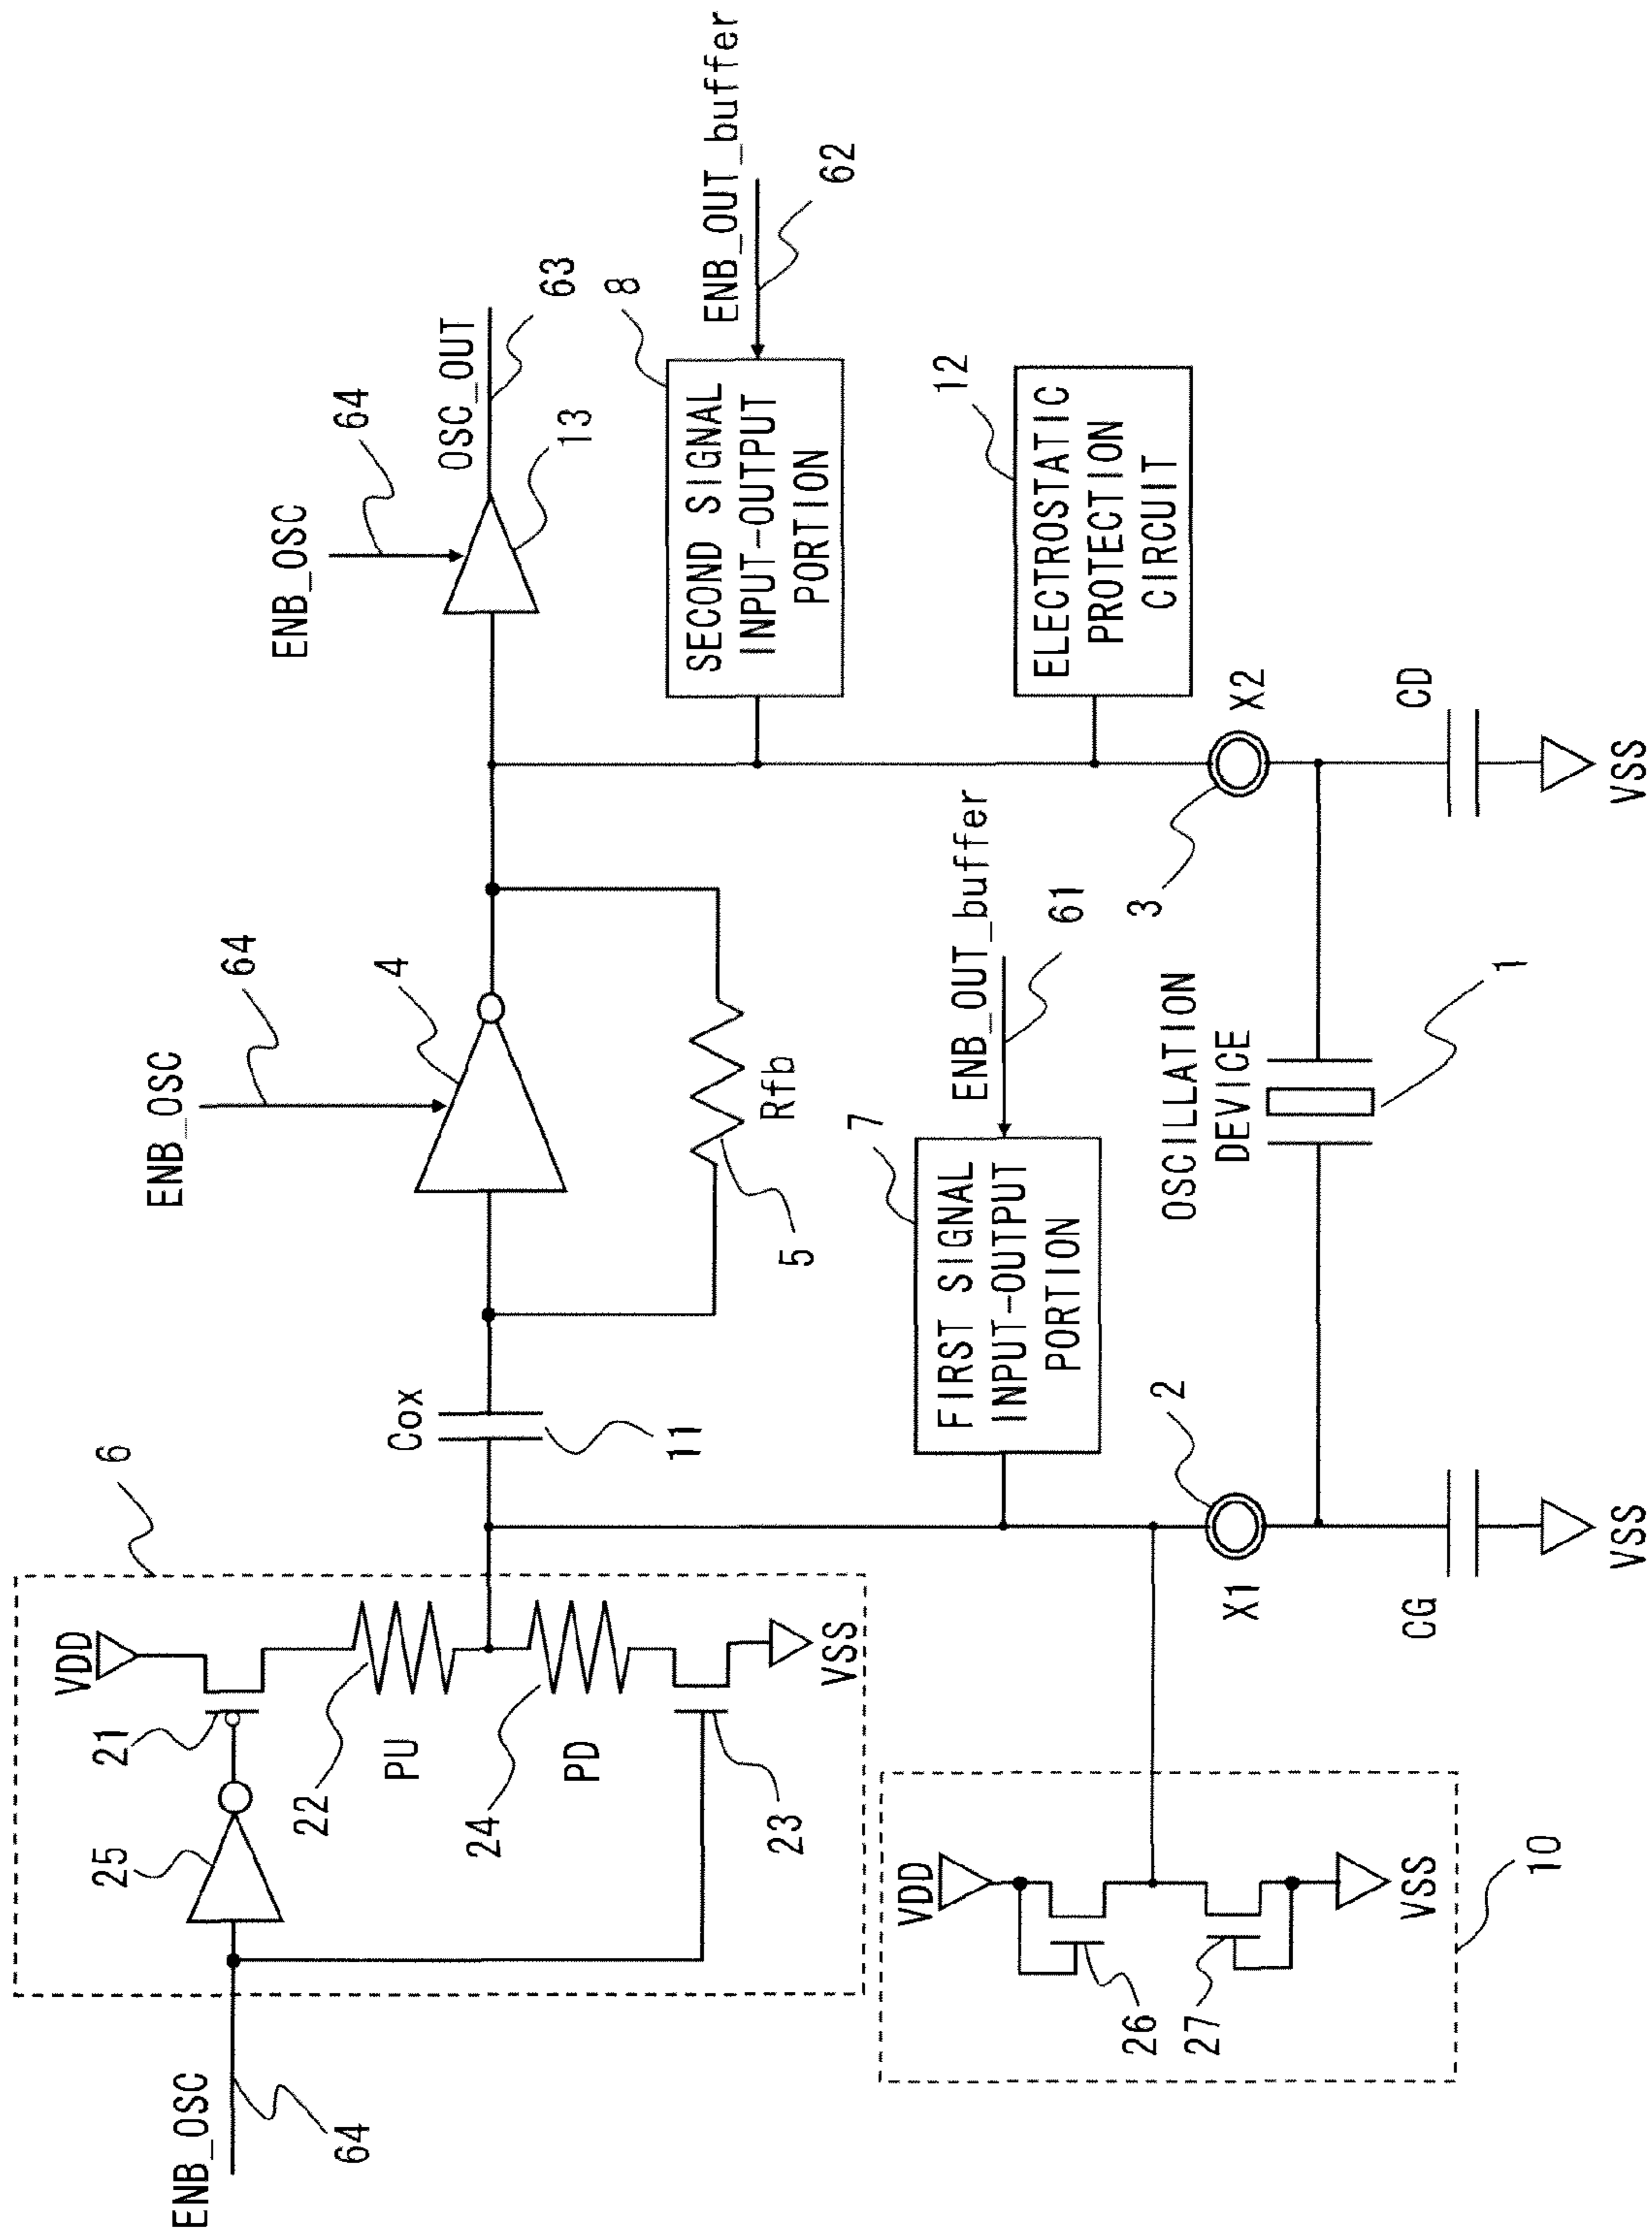 ENB_OSC
64
6
VDD
21
25
22
PU
24
PD
23
VSS
Cox
11
ENB_OSC
64
4
Rfb
5
ENB_OSC
64
OSC_OUT
63
13
8
SECOND SIGNAL
INPUT-OUTPUT
PORTION
ENB_OUT_buffer
62
7
FIRST SIGNAL
INPUT-OUTPUT
PORTION
ENB_OUT_buffer
61
12
ELECTROSTATIC
PROTECTION
CIRCUIT
VDD
26
27
VSS
10
X1
2
OSCILLATION
DEVICE
1
3
X2
CG
VSS
CD
VSS